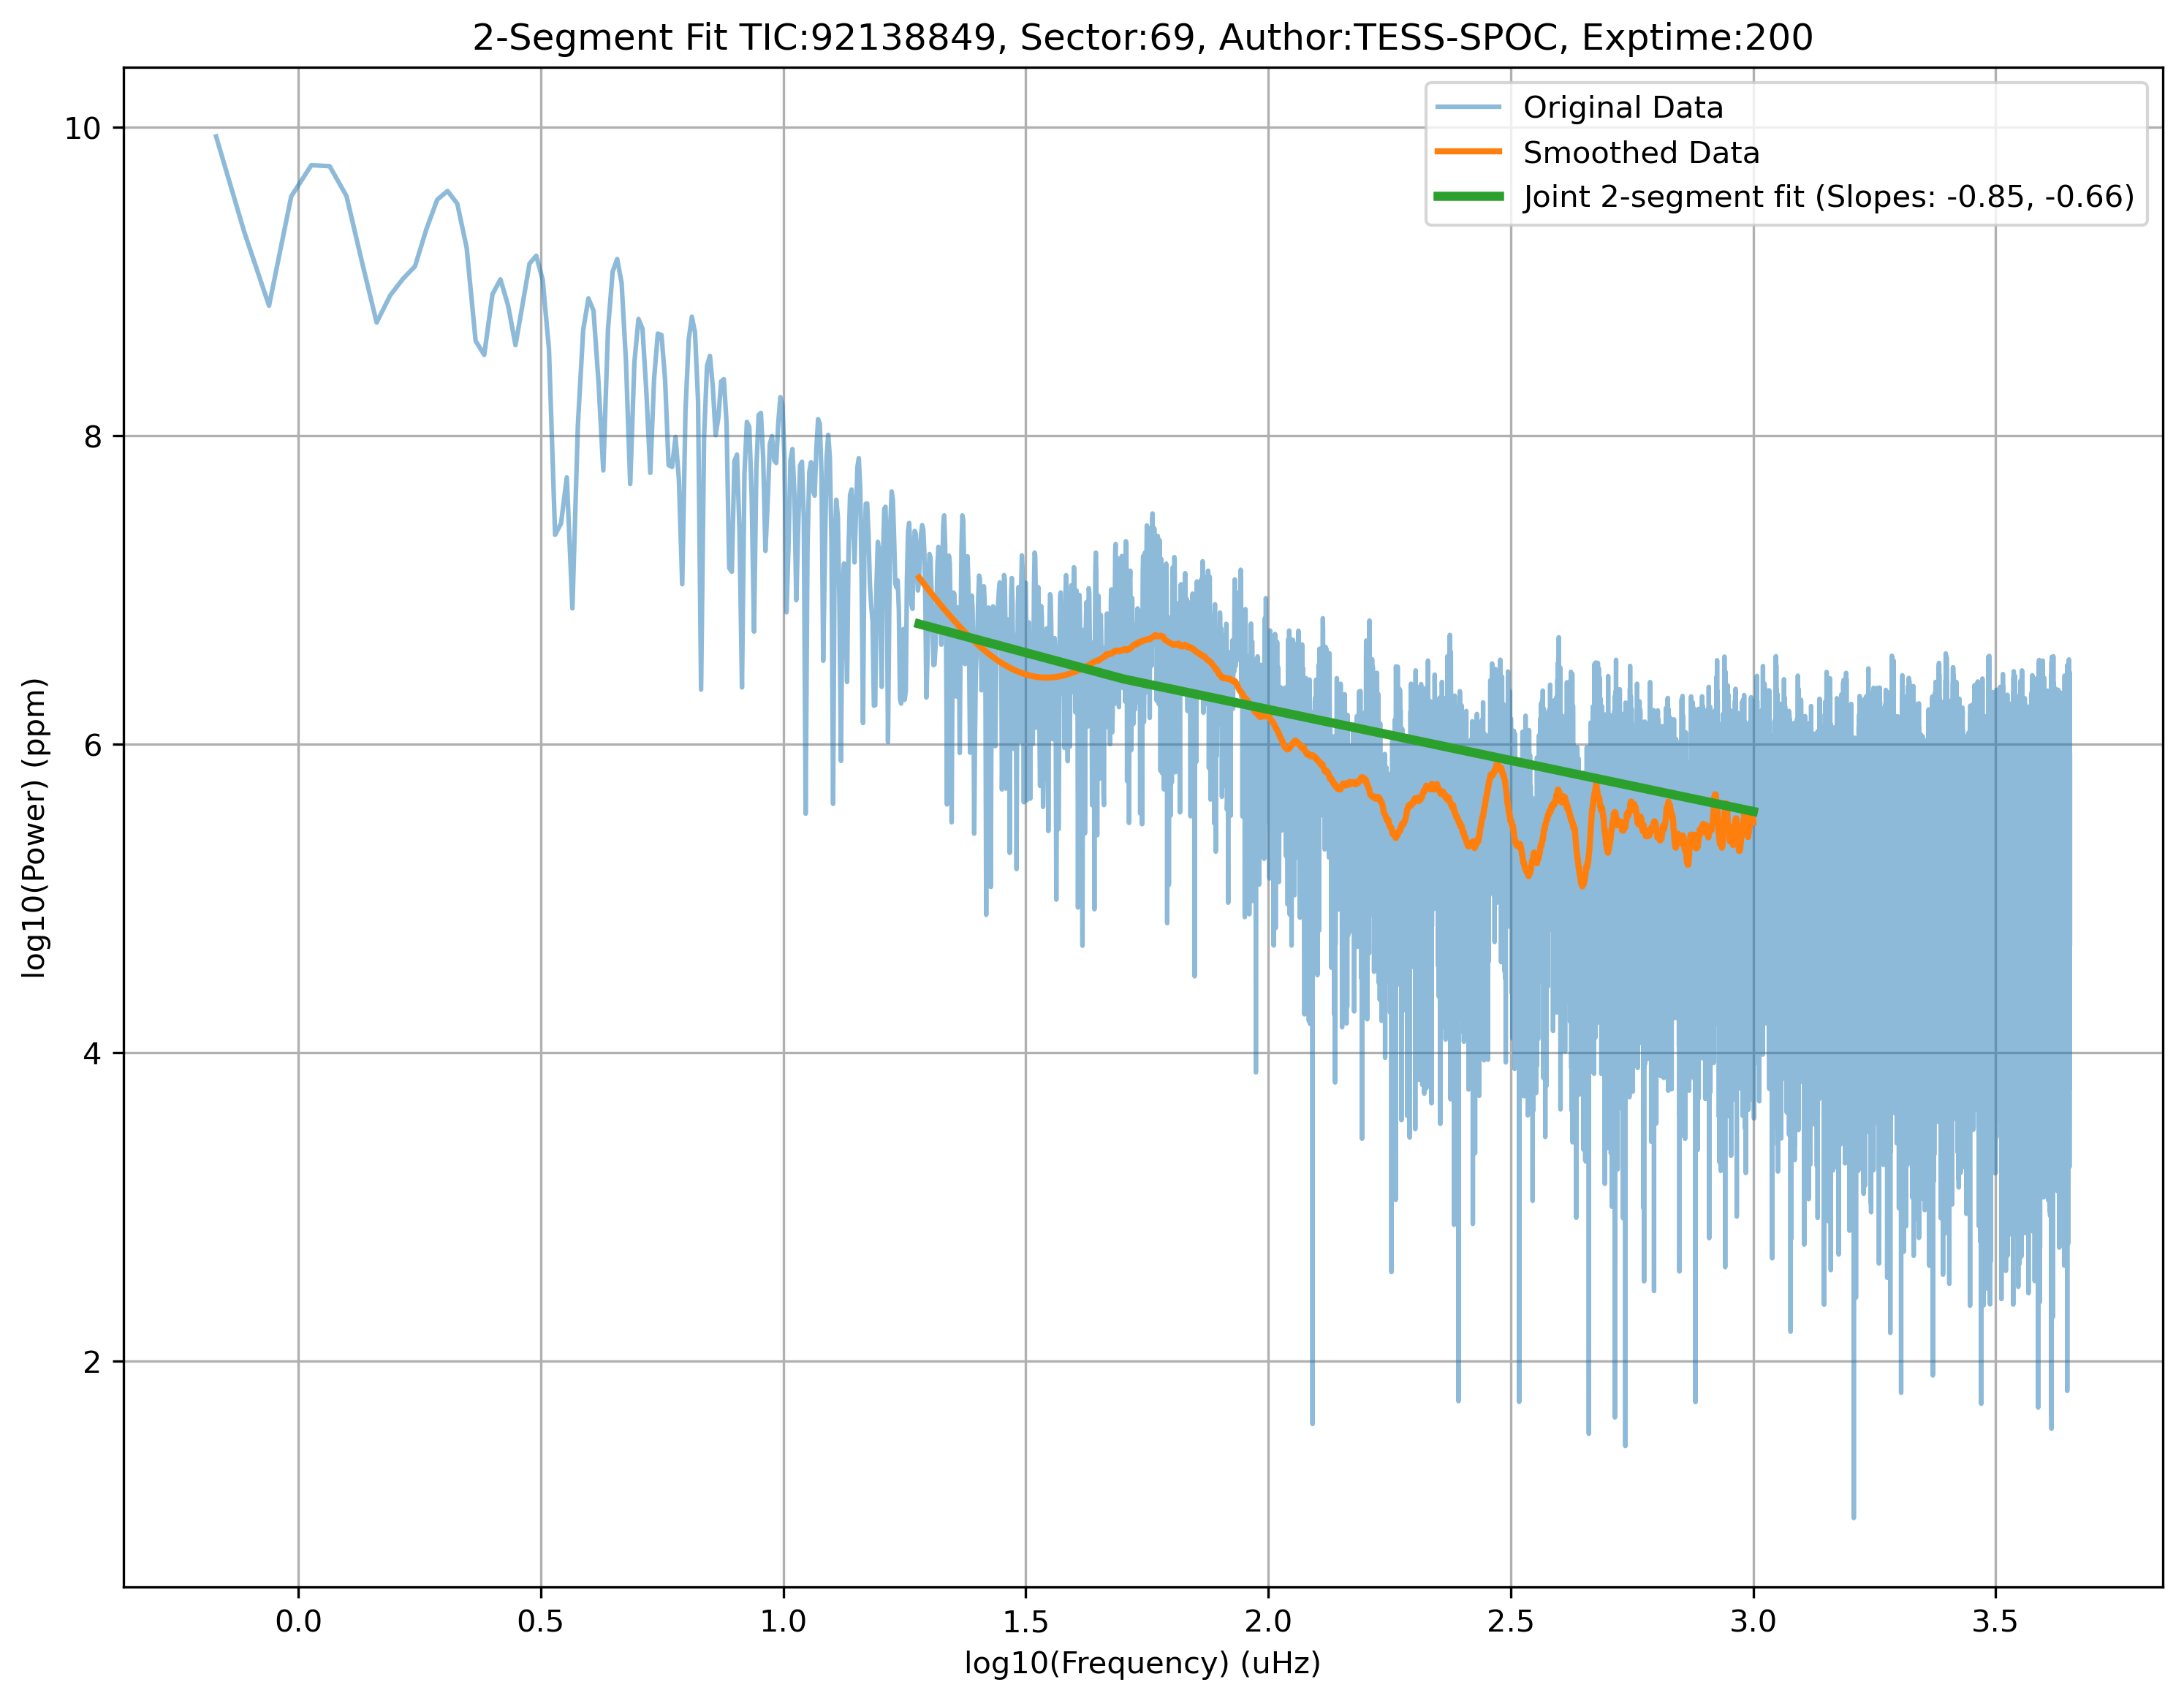 2-Segment Fit TIC:92138849, Sector:69, Author:TESS-SPOC, Exptime:200
Original Data
Smoothed Data
Joint 2-segment fit (Slopes: -0.85, -0.66)
log10(Power) (ppm)
10
8
6
4
2
0.0 0.5 1.0 1.5 2.0 2.5 3.0 3.5
log10(Frequency) (uHz)